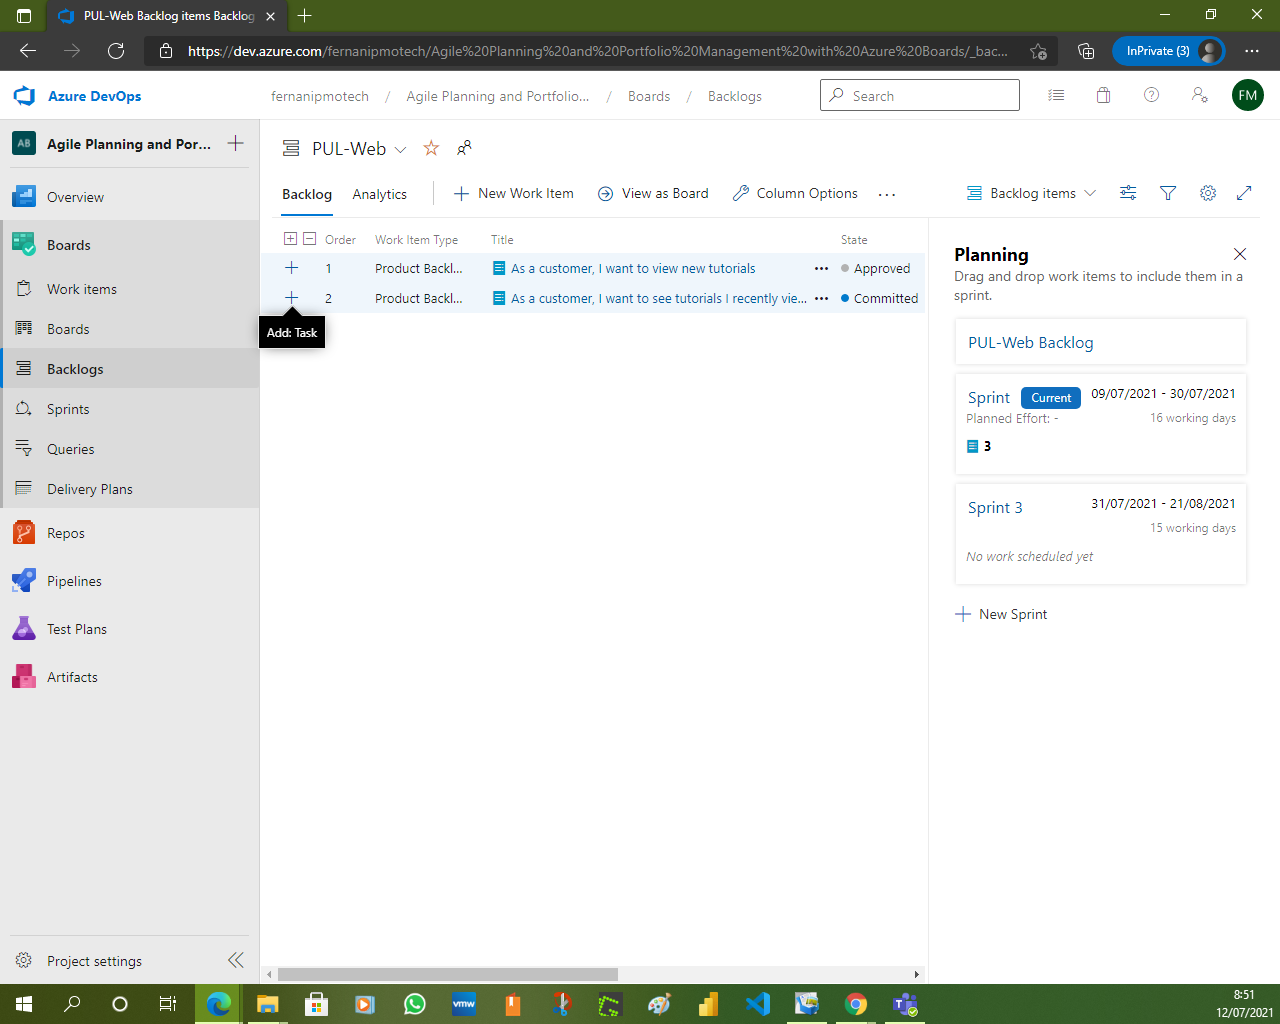 PUL-Web Backlog items Backlog
https://dev.azure.com/fernanipmotech/Agile%20Planning%20and%20Portfolio%20Management%20with%20Azure%20Boards/_bac...
InPrivate (3)
Azure DevOps
fernanipmotech / Agile Planning and Portfolio... / Boards / Backlogs
Search
FM
AB
Agile Planning and Por...
PUL-Web
Overview
Boards
Work items
Boards
Backlogs
Sprints
Queries
Delivery Plans
Repos
Pipelines
Test Plans
Artifacts
Project settings
Backlog Analytics
New Work Item
View as Board
Column Options
Backlog items
Order Work Item Type Title State
1 Product Backl... As a customer, I want to view new tutorials ... Approved
2 Product Backl... As a customer, I want to see tutorials I recently vie... ... Committed
Add: Task
Planning
Drag and drop work items to include them in a
sprint.
PUL-Web Backlog
Sprint Current 09/07/2021 - 30/07/2021
Planned Effort: - 16 working days
3
Sprint 3 31/07/2021 - 21/08/2021
15 working days
No work scheduled yet
New Sprint
vmw
8:51
12/07/2021